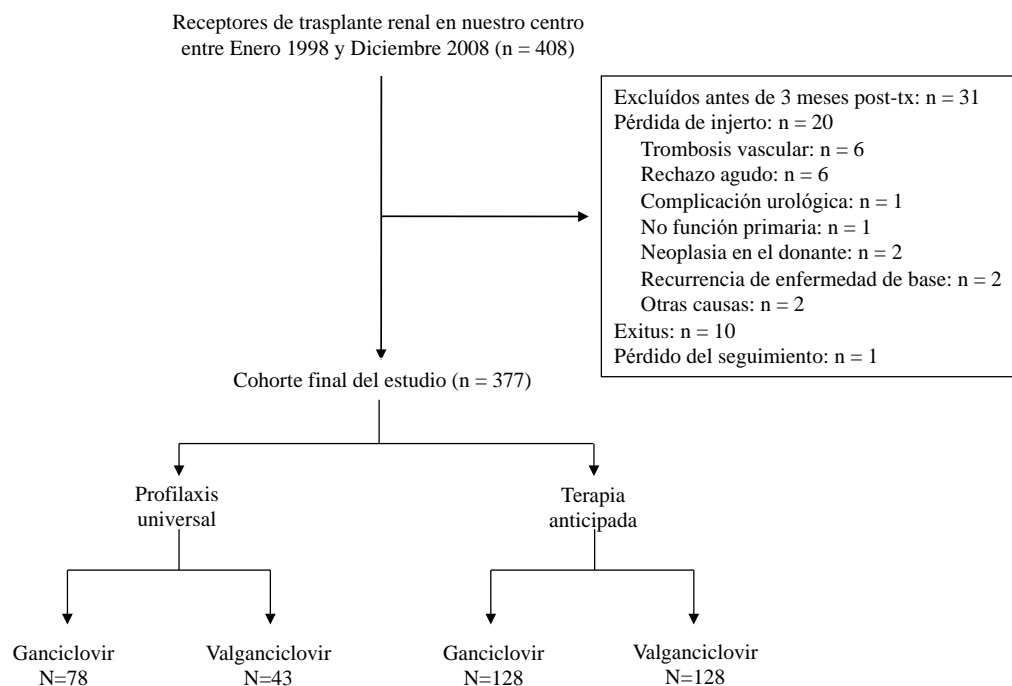 Receptores de trasplante renal en nuestro centro
entre Enero 1998 y Diciembre 2008 (n = 408)
Excluídos antes de 3 meses post-tx: n = 31
Pérdida de injerto: n = 20
Trombosis vascular: n = 6
Rechazo agudo: n = 6
Complicación urológica: n = 1
No función primaria: n = 1
Neoplasia en el donante: n = 2
Recurrencia de enfermedad de base: n = 2
Otras causas: n = 2
Exitus: n = 10
Pérdido del seguimiento: n = 1
Cohorte final del estudio (n = 377)
Profilaxis
universal
Terapia
anticipada
Ganciclovir
N=78
Valganciclovir
N=43
Ganciclovir
N=128
Valganciclovir
N=128